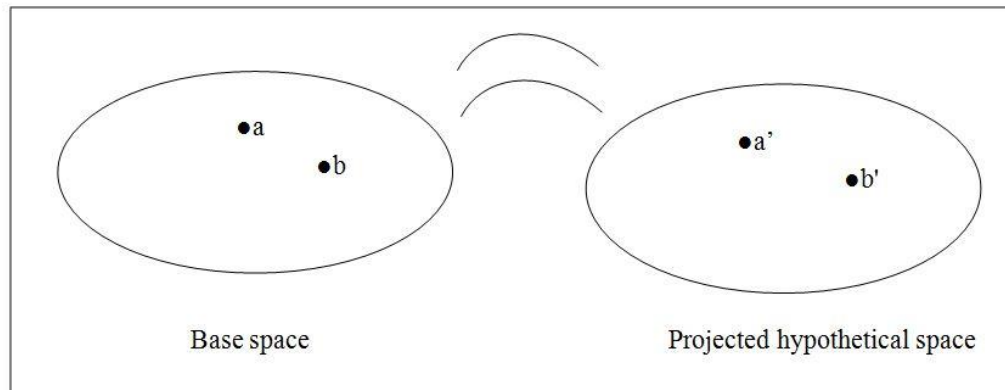 a
b
a’
b'
Base space
Projected hypothetical space